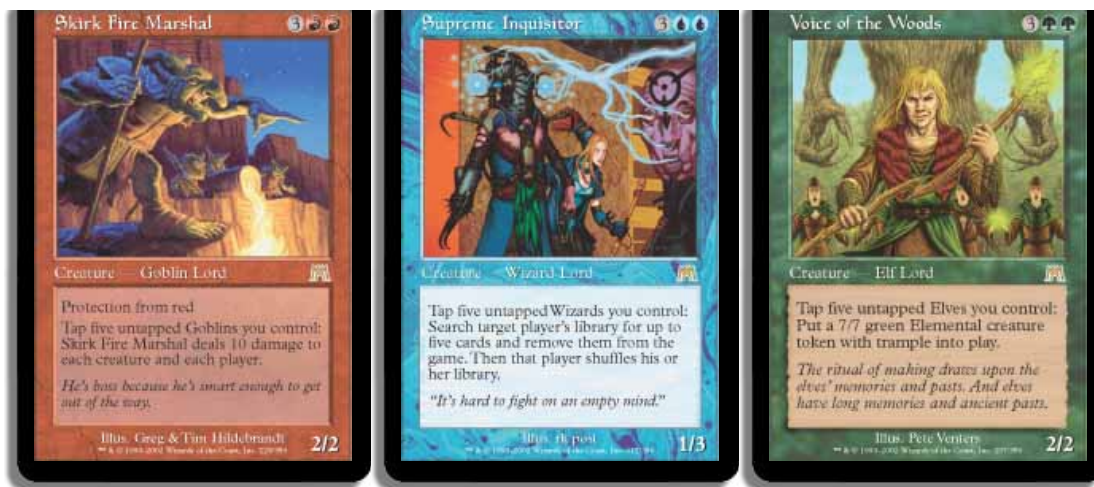 Skirk Fire Marshal 3
Creature — Goblin Lord
Protection from red
Tap five untapped Goblins you control:
Skirk Fire Marshal deals 10 damage to
each creature and each player.
He's boss because he's smart enough to get
out of the way.
Illus. Greg & Tim Hildebrandt
2/2
Supreme Inquisitor 3
Creature — Wizard Lord
Tap five untapped Wizards you control:
Search target player's library for up to
five cards and remove them from the
game. Then that player shuffles his or
her library.
"It's hard to fight on an empty mind."
Illus. rk post
1/3
Voice of the Woods 3
Creature — Elf Lord
Tap five untapped Elves you control:
Put a 7/7 green Elemental creature
token with trample into play.
The ritual of making draws upon the
elves' memories and pasts. And elves
have long memories and ancient pasts.
Illus. Pete Venters
2/2